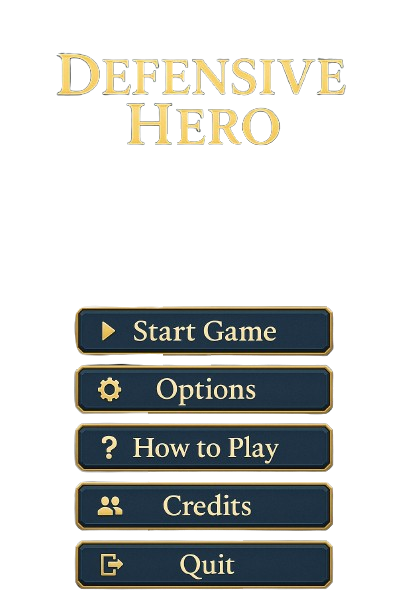 DEFENSIVE
HERO
Start Game
Options
? How to Play
Credits
Quit